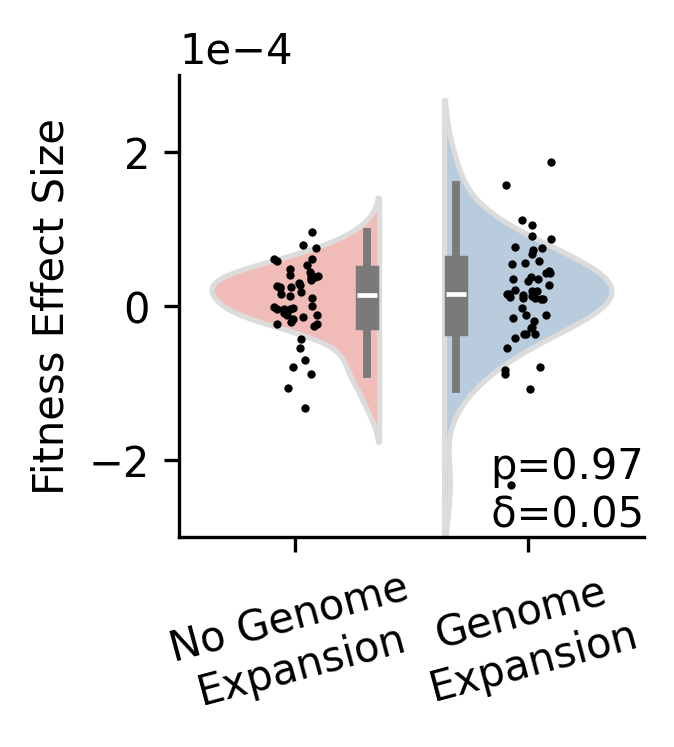 1e−4
Fitness Effect Size
2
0
−2
p=0.97
δ=0.05
No Genome
Expansion
Genome
Expansion